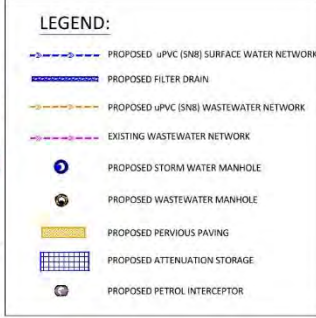 LEGEND:
PROPOSED uPVC (SN8) SURFACE WATER NETWORK
PROPOSED FILTER DRAIN
PROPOSED uPVC (SN8) WASTEWATER NETWORK
EXISTING WASTEWATER NETWORK
PROPOSED STORM WATER MANHOLE
PROPOSED WASTEWATER MANHOLE
PROPOSED PERVIOUS PAVING
PROPOSED ATTENUATION STORAGE
PROPOSED PETROL INTERCEPTOR